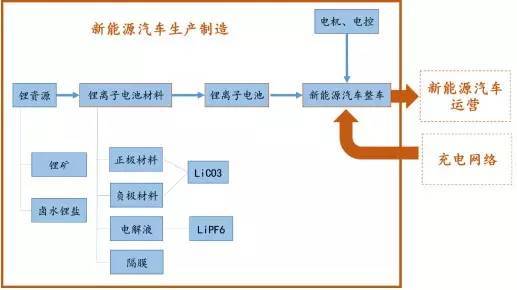 新能源汽车生产制造
电机、电控
锂资源
锂离子电池材料
锂离子电池
新能源汽车整车
新能源汽车
运营
充电网络
锂矿
卤水锂盐
正极材料
负极材料
LiCO3
电解液
LiPF6
隔膜